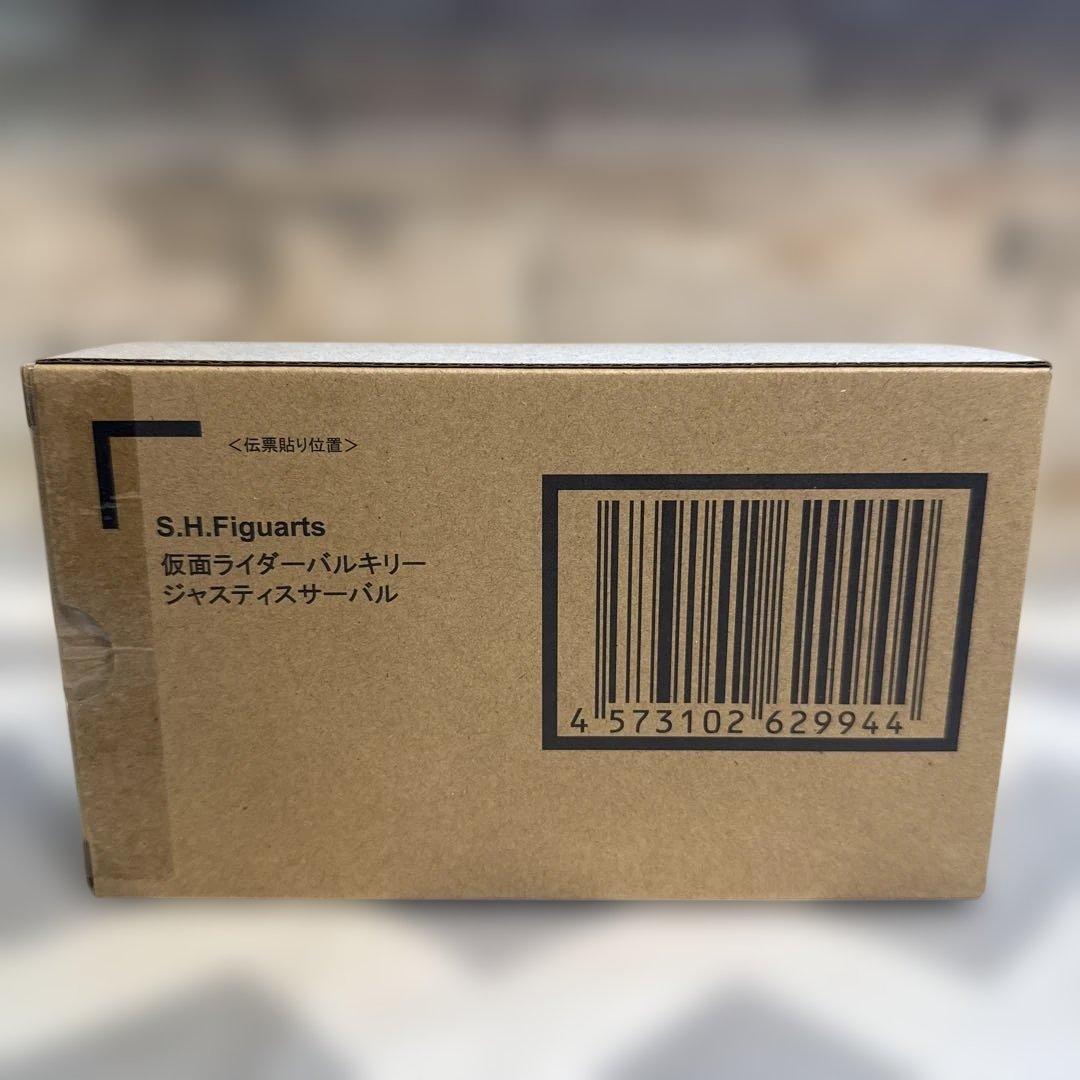 ＜伝票貼り位置＞
S.H.Figuarts
仮面ライダーバルキリー
ジャスティスサーバル
4 573102 629944